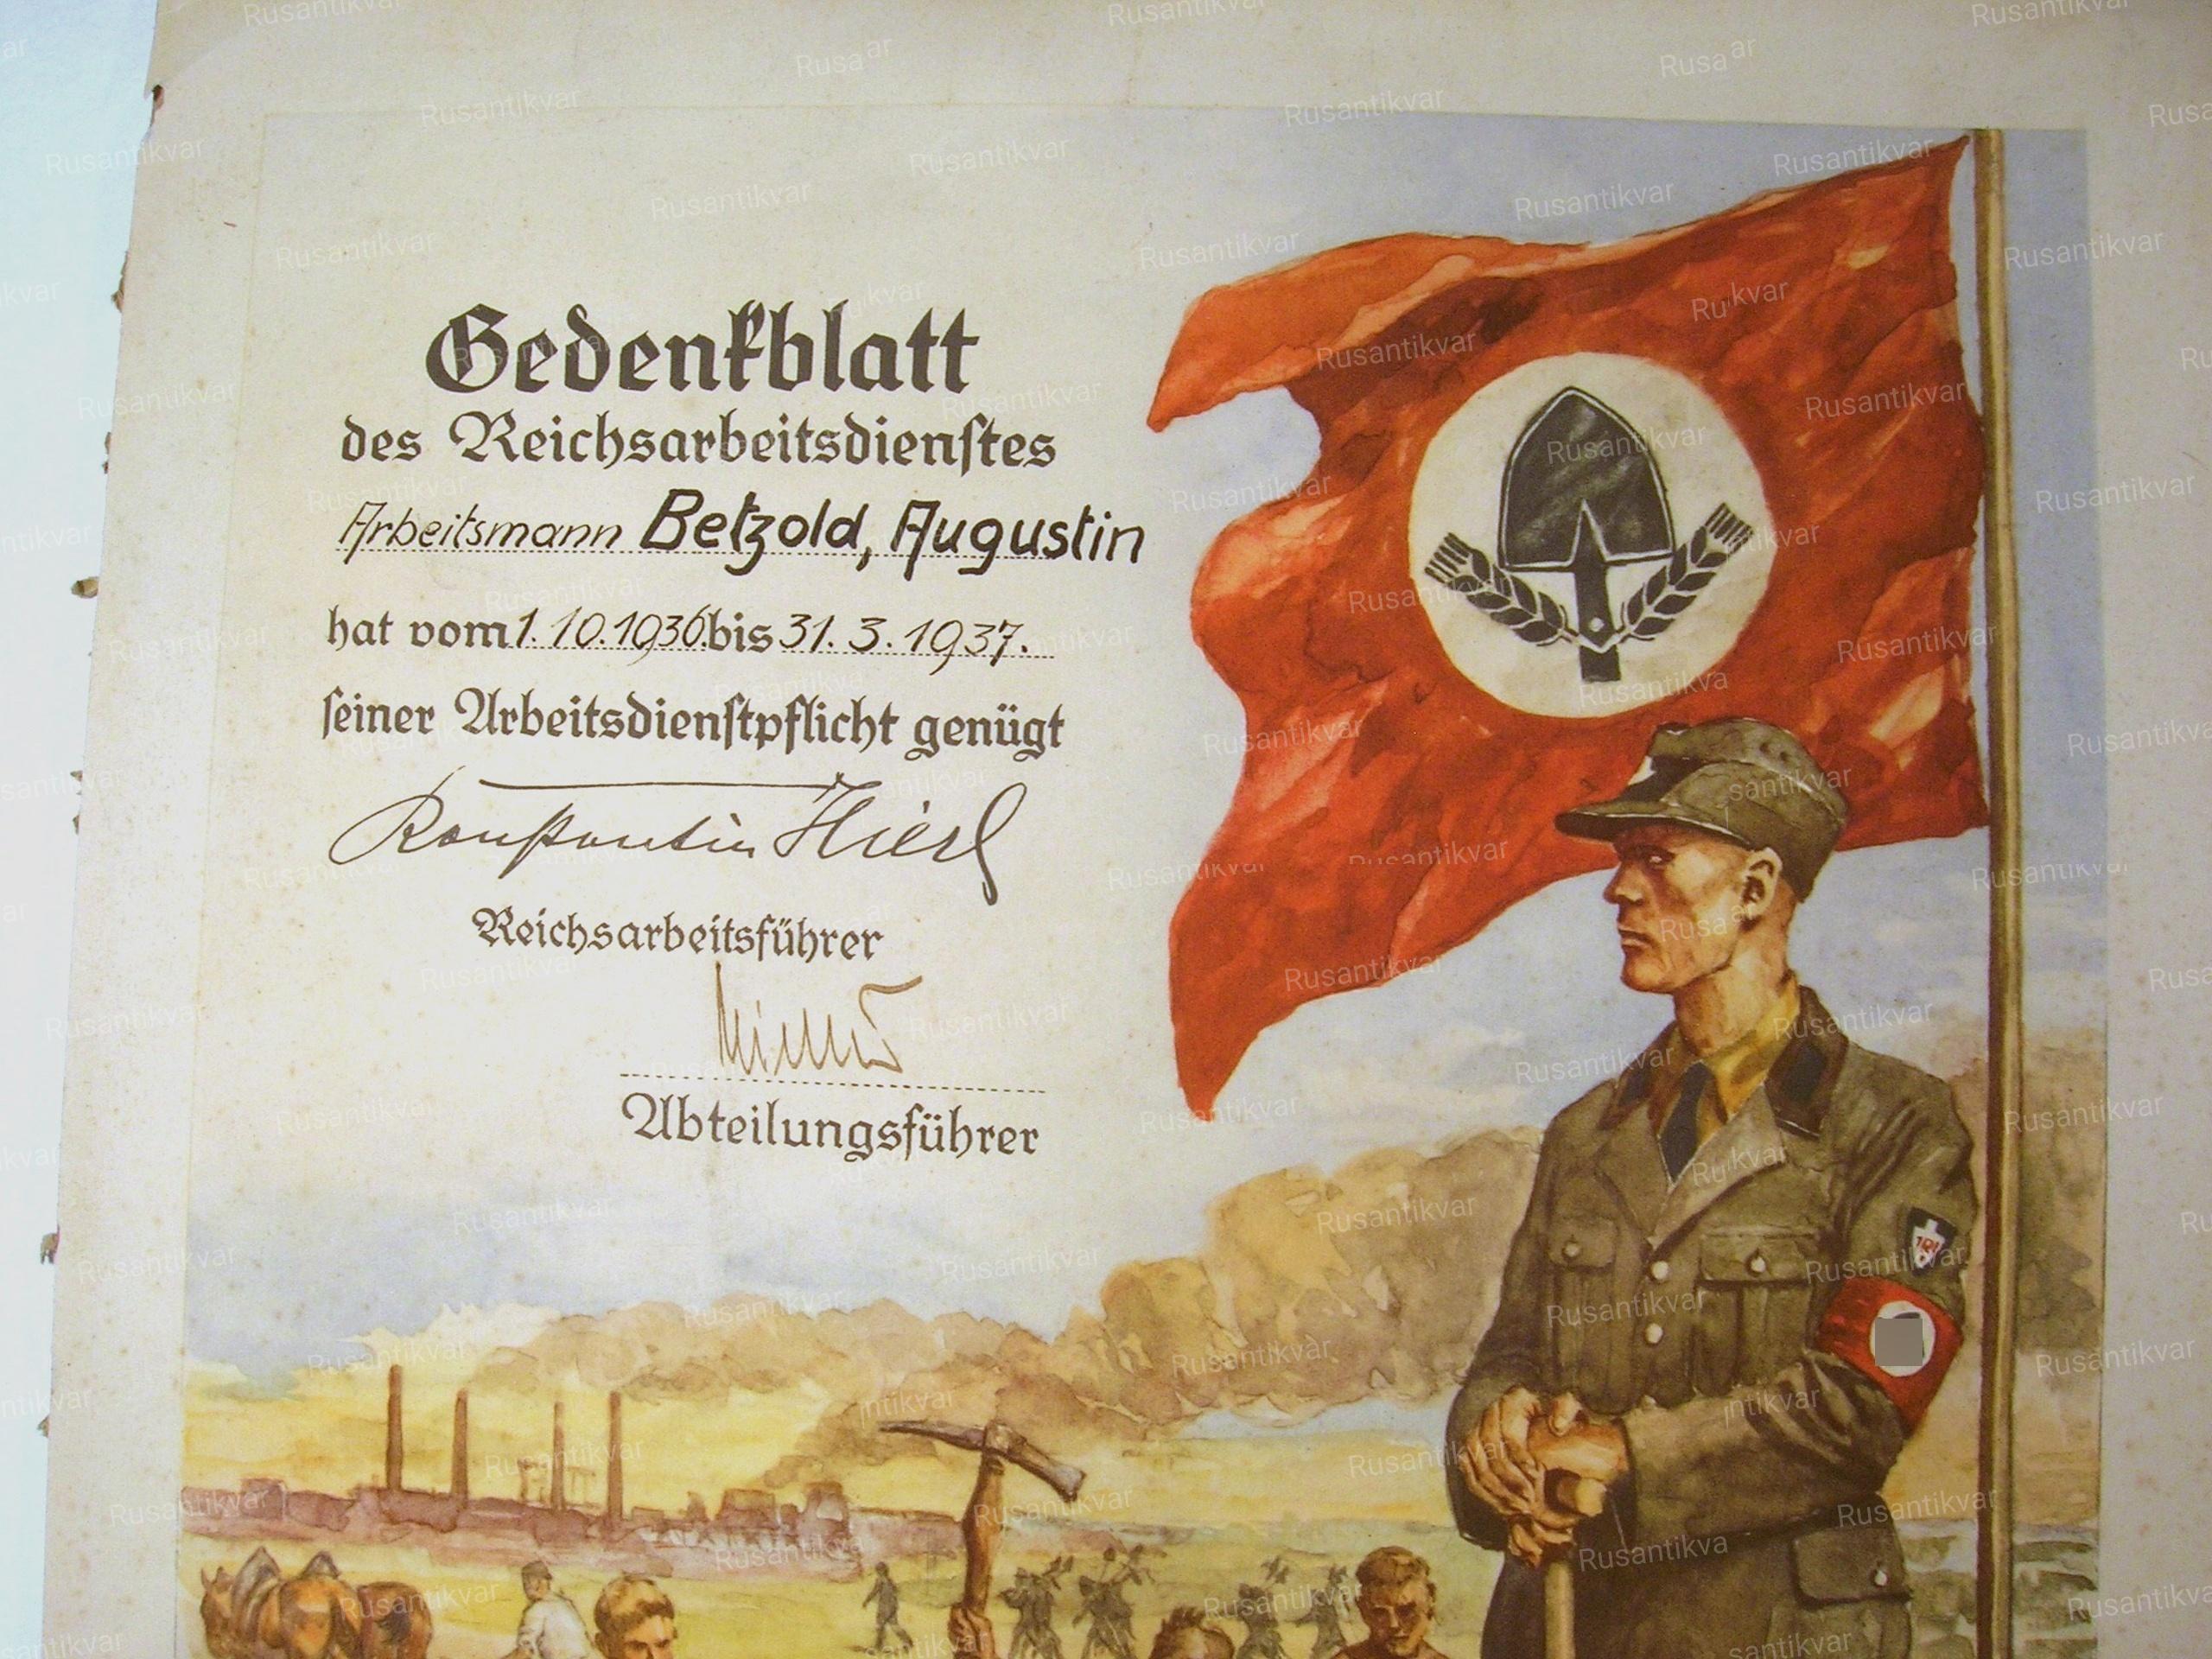 Gedenkblatt
des Reichsarbeitsdienſtes
Arbeitsmann Betzold, Augustin
hat vom 1. 10. 1936. bis 31. 3. 1937.
ſeiner Arbeitsdienſtpflicht genügt
Konſtantin Hierl
Reichsarbeitsführer
Abteilungsführer
Rusantikvar